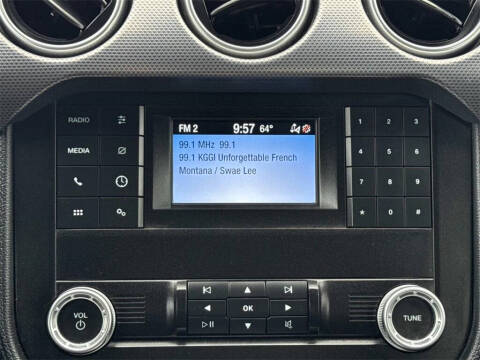 RADIO
MEDIA
FM 2 9:57 64°
99.1 MHz 99.1
99.1 KGGI Unforgettable French
Montana / Swae Lee
1 2 3
4 5 6
7 8 9
* 0 #
VOL
OK
TUNE